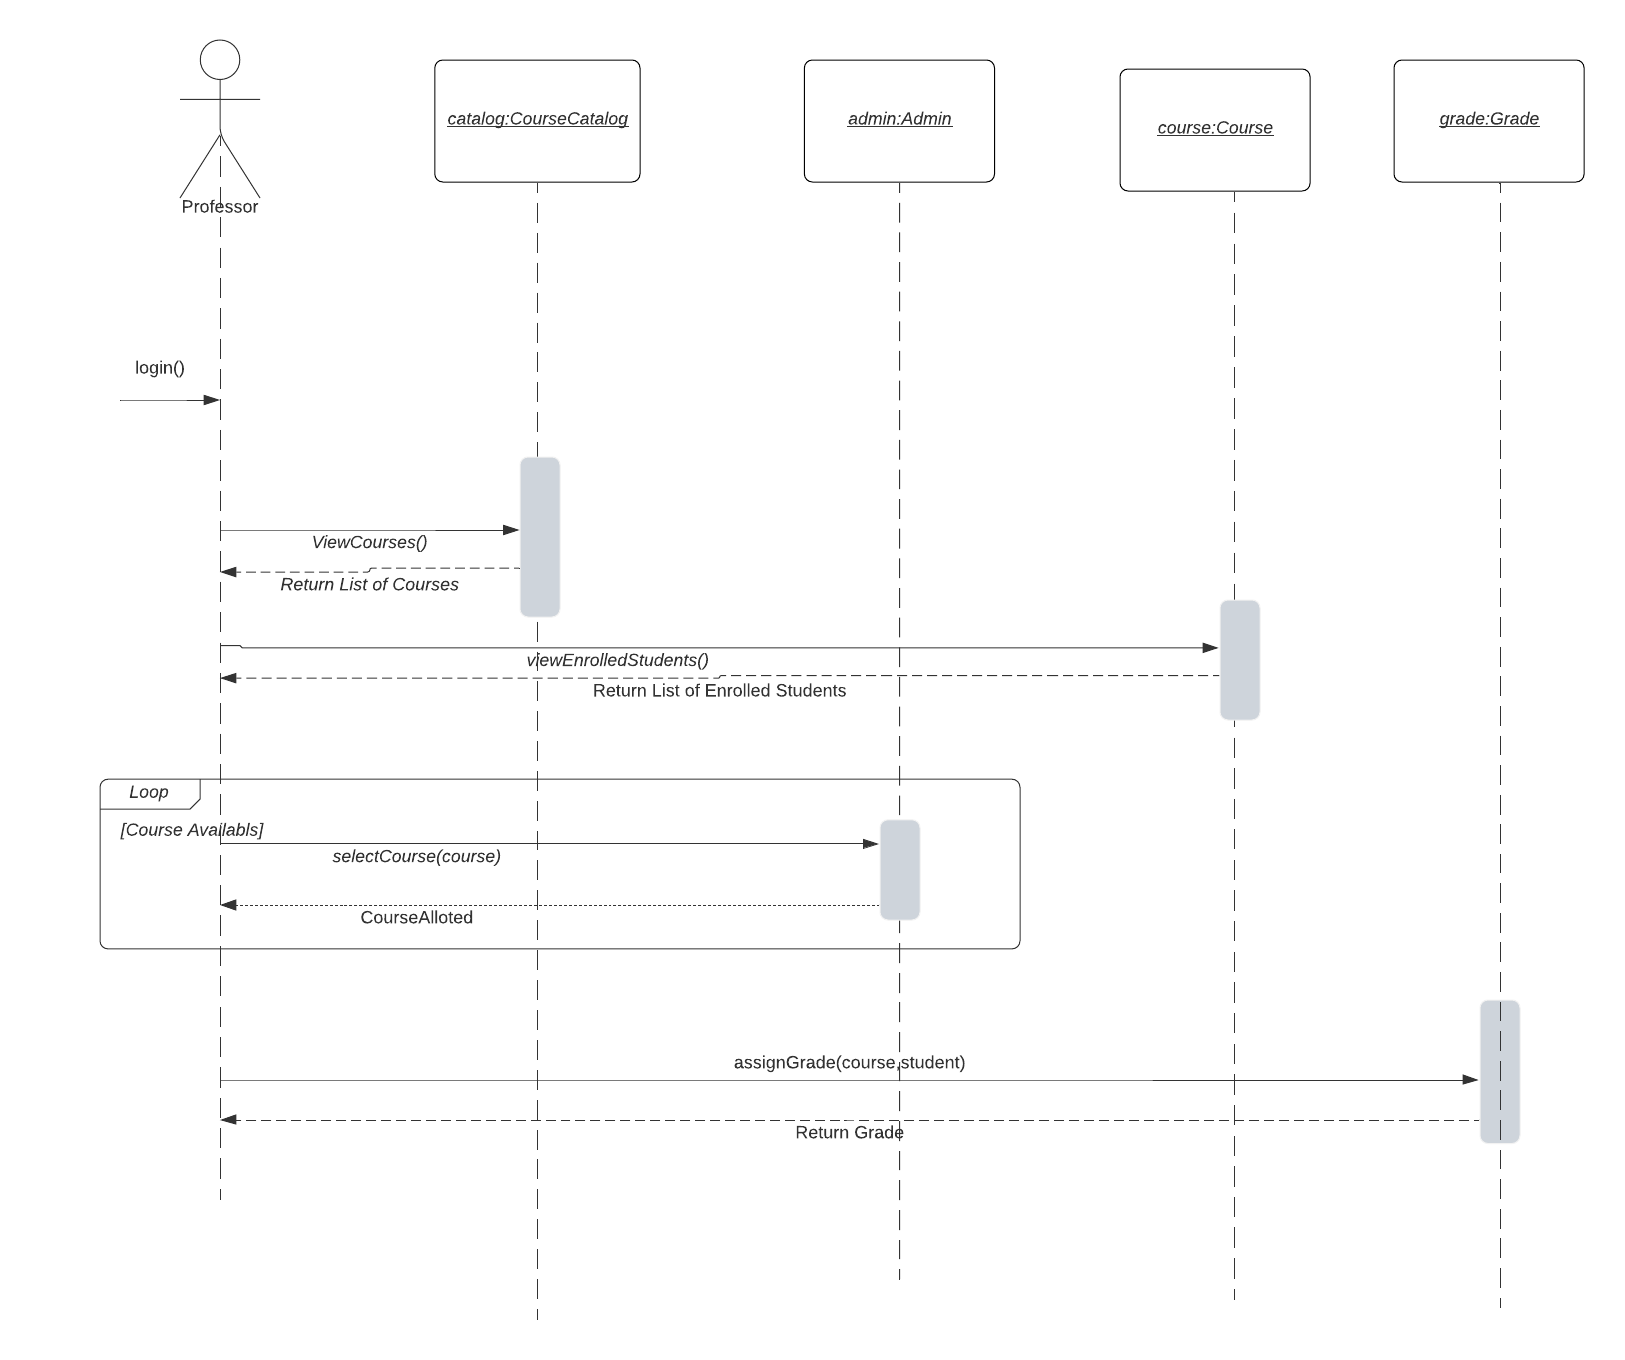 Professor
catalog:CourseCatalog
admin:Admin
course:Course
grade:Grade
login()
ViewCourses()
Return List of Courses
viewEnrolledStudents()
Return List of Enrolled Students
Loop
[Course Availabls]
selectCourse(course)
CourseAlloted
assignGrade(course,student)
Return Grade